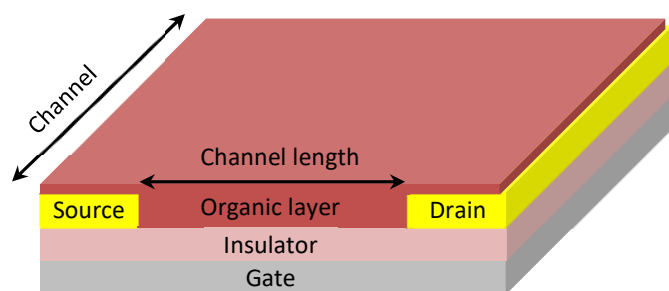 Channel
Channel length
Source
Organic layer
Drain
Insulator
Gate